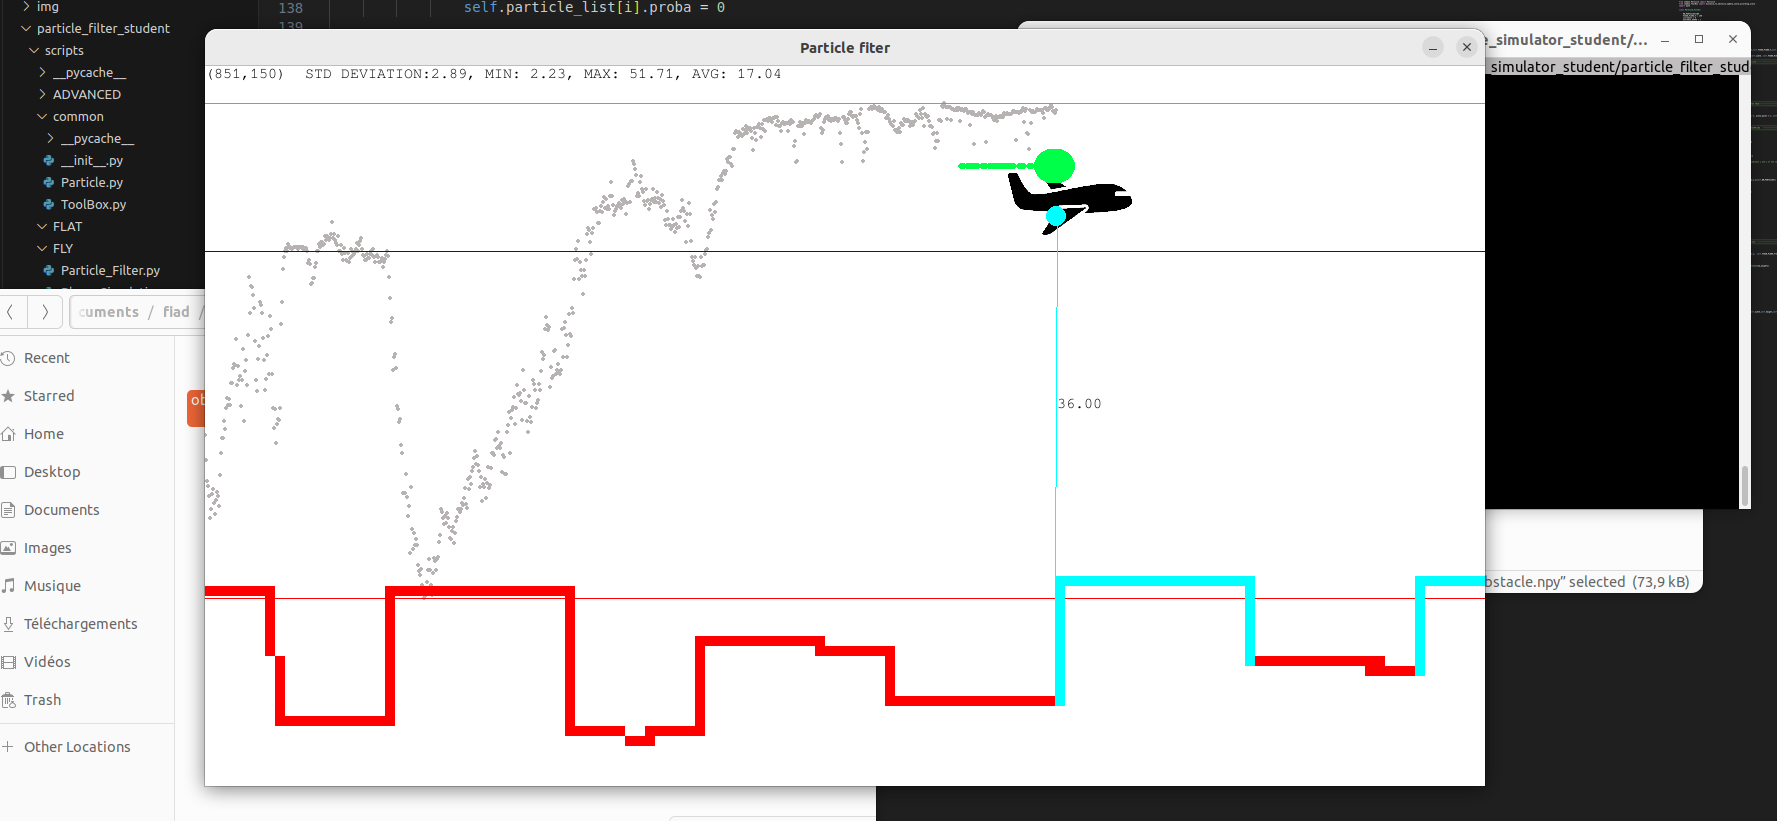 img
particle_filter_student
scripts
__pycache__
ADVANCED
common
__pycache__
__init__.py
Particle.py
ToolBox.py
FLAT
FLY
Particle_Filter.py
138 self.particle_list[i].proba = 0
139
Particle fiter
(851,150) STD DEVIATION:2.89, MIN: 2.23, MAX: 51.71, AVG: 17.04
36.00
e_simulator_student/...
_simulator_student/particle_filter_stud
cuments / fiad /
Recent
Starred
Home
Desktop
Documents
Images
Musique
Téléchargements
Vidéos
Trash
Other Locations
ob
bstacle.npy” selected (73,9 kB)